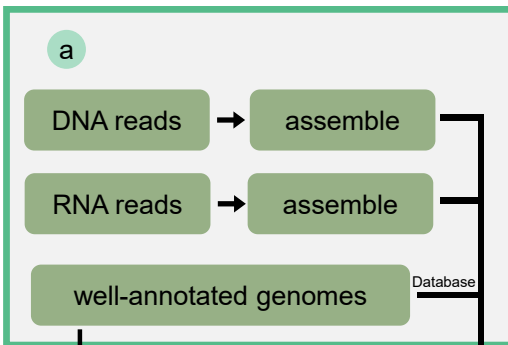 a
DNA reads
assemble
RNA reads
assemble
well-annotated genomes
Database